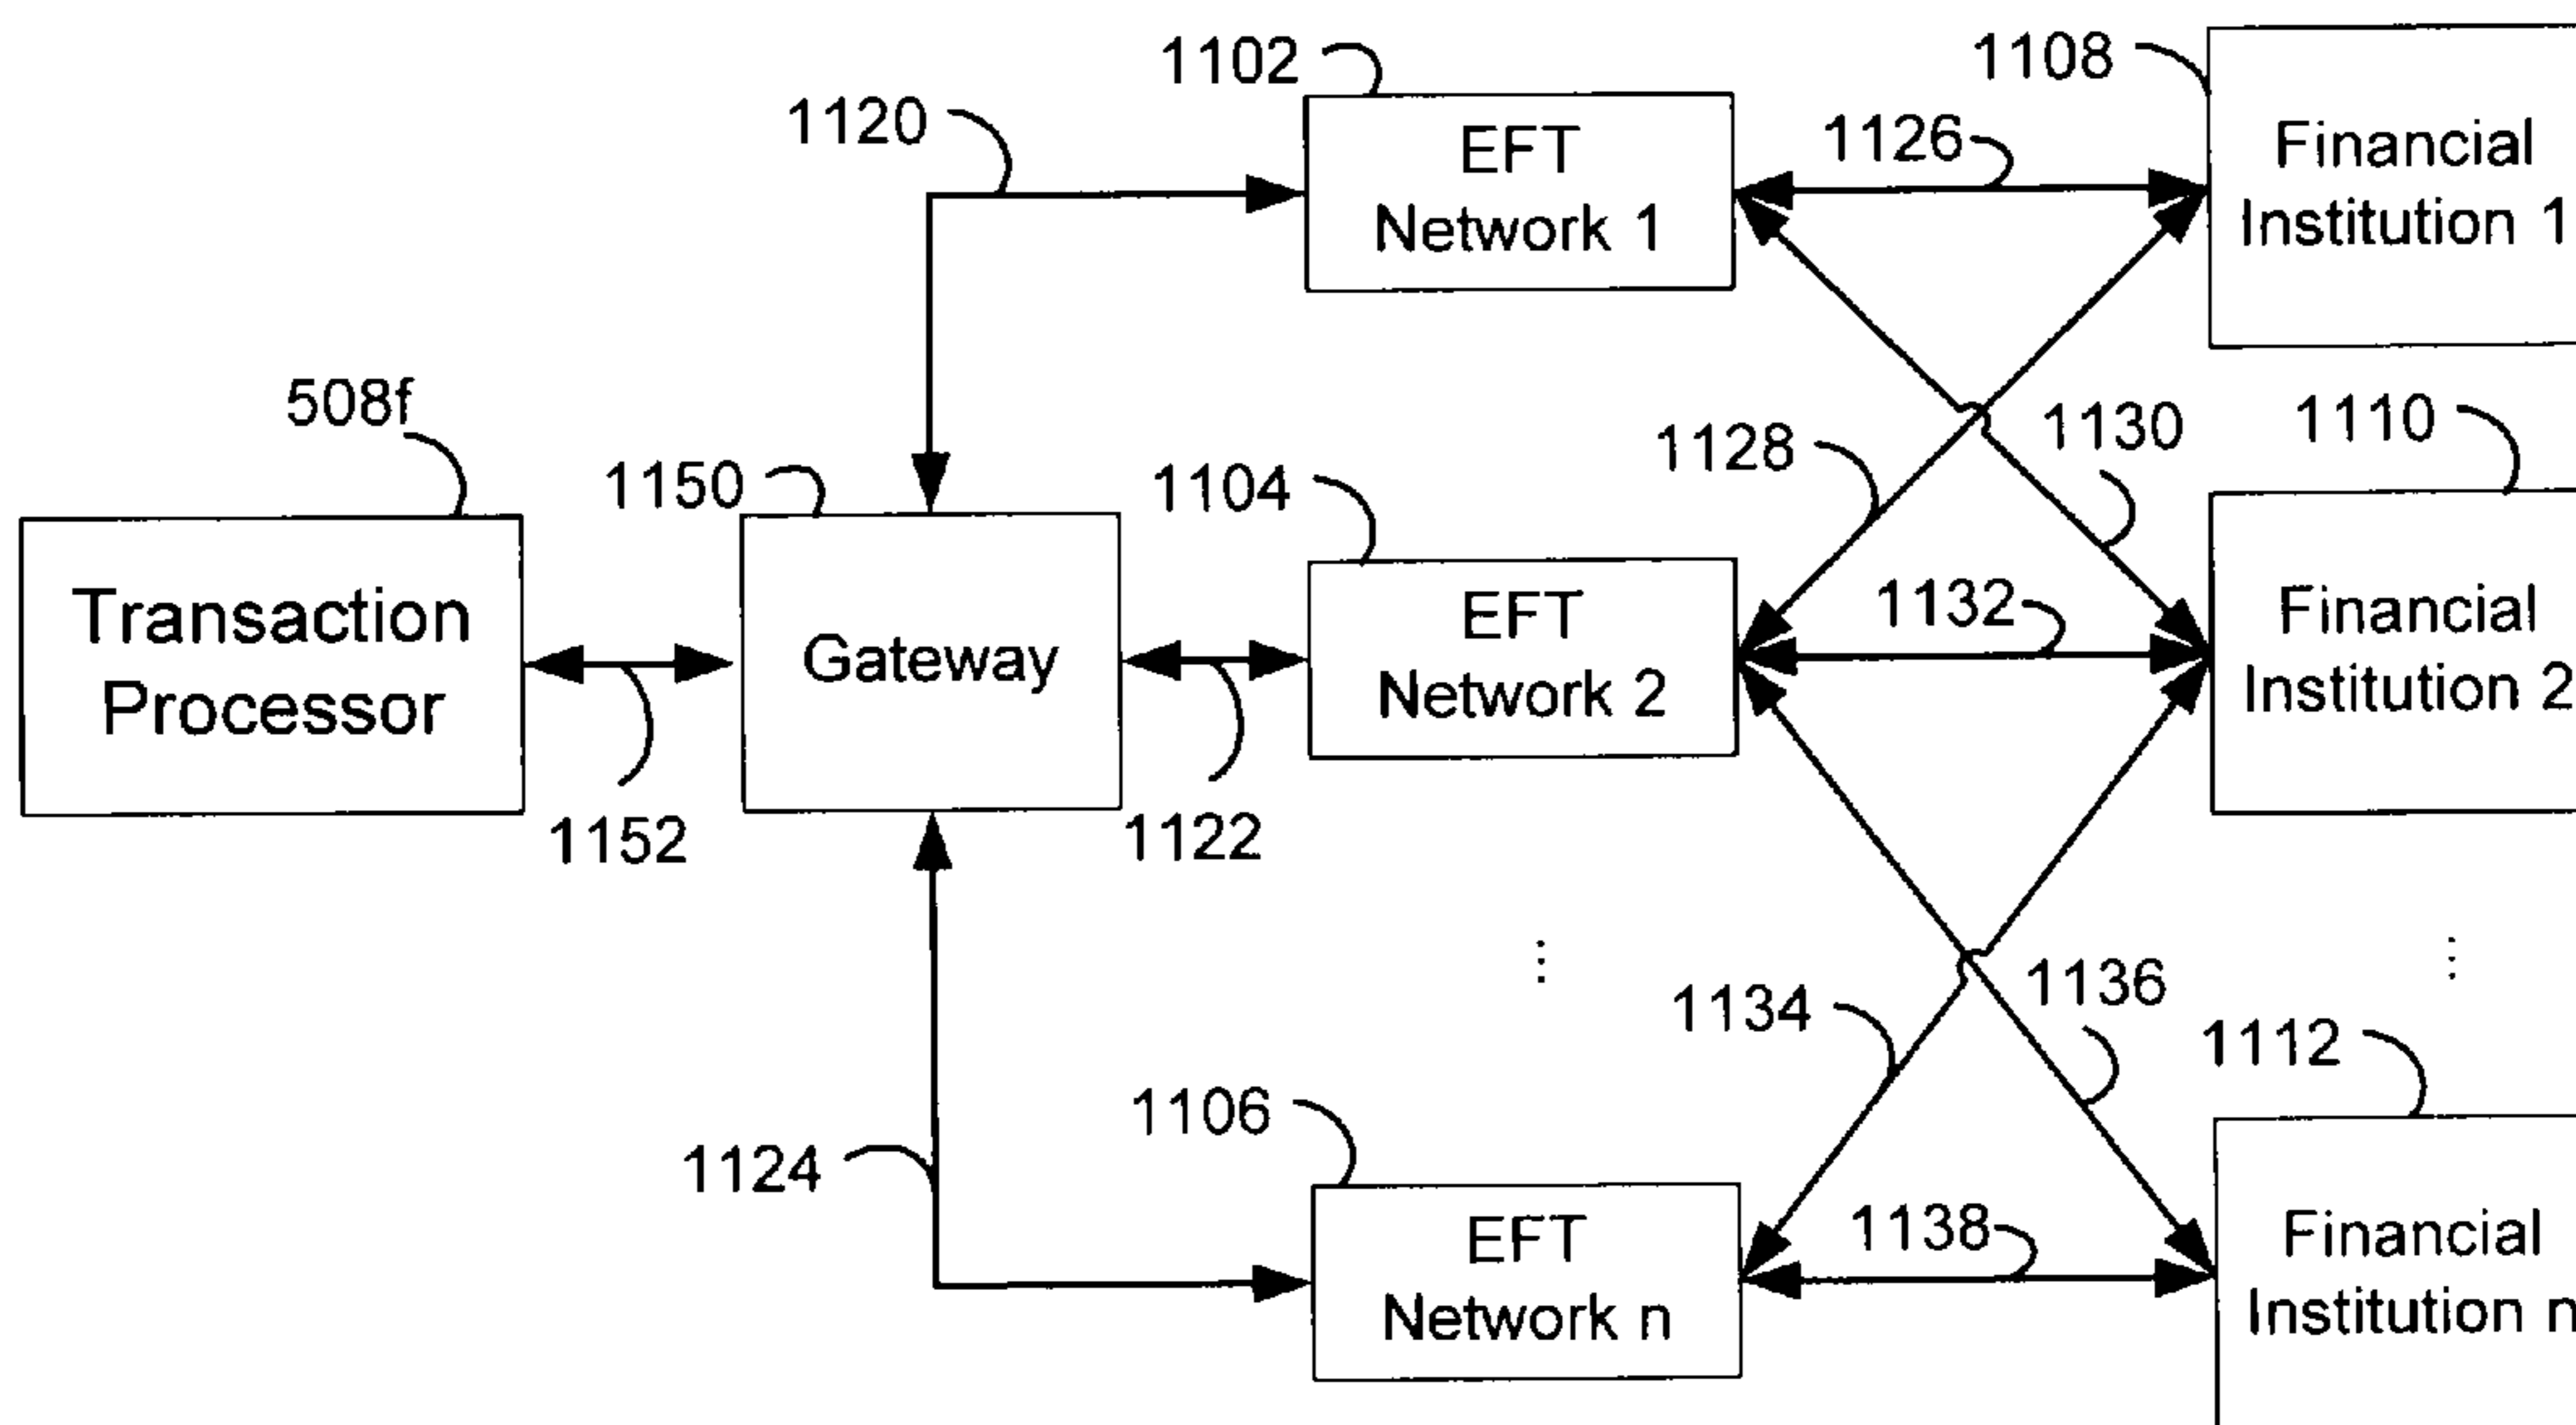 1102
1108
1120
EFT
Network 1
1126
Financial
Institution 1
508f
1150
1104
1128
1130
1110
Transaction
Processor
Gateway
EFT
Network 2
1132
Financial
Institution 2
1152
1122
1134
1136
1112
1124
1106
EFT
Network n
1138
Financial
Institution n